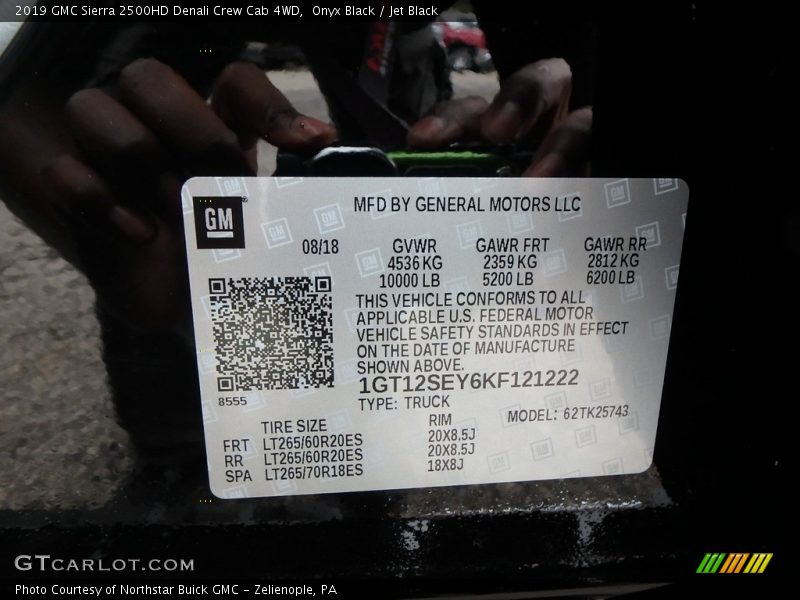 2019 GMC Sierra 2500HD Denali Crew Cab 4WD,  Onyx Black / Jet Black
GM
MFD BY GENERAL MOTORS LLC
08/18 GVWR GAWR FRT GAWR RR
4536 KG 2359 KG 2812 KG
10000 LB 5200 LB 6200 LB
THIS VEHICLE CONFORMS TO ALL
APPLICABLE U.S. FEDERAL MOTOR
VEHICLE SAFETY STANDARDS IN EFFECT
ON THE DATE OF MANUFACTURE
SHOWN ABOVE.
1GT12SEY6KF121222
8555
TYPE: TRUCK
MODEL: 62TK25743
TIRE SIZE RIM
FRT LT265/60R20ES 20X8.5J
RR LT265/60R20ES 20X8.5J
SPA LT265/70R18ES 18X8J
GTCARLOT.COM
Photo Courtesy of Northstar Buick GMC – Zelienople, PA